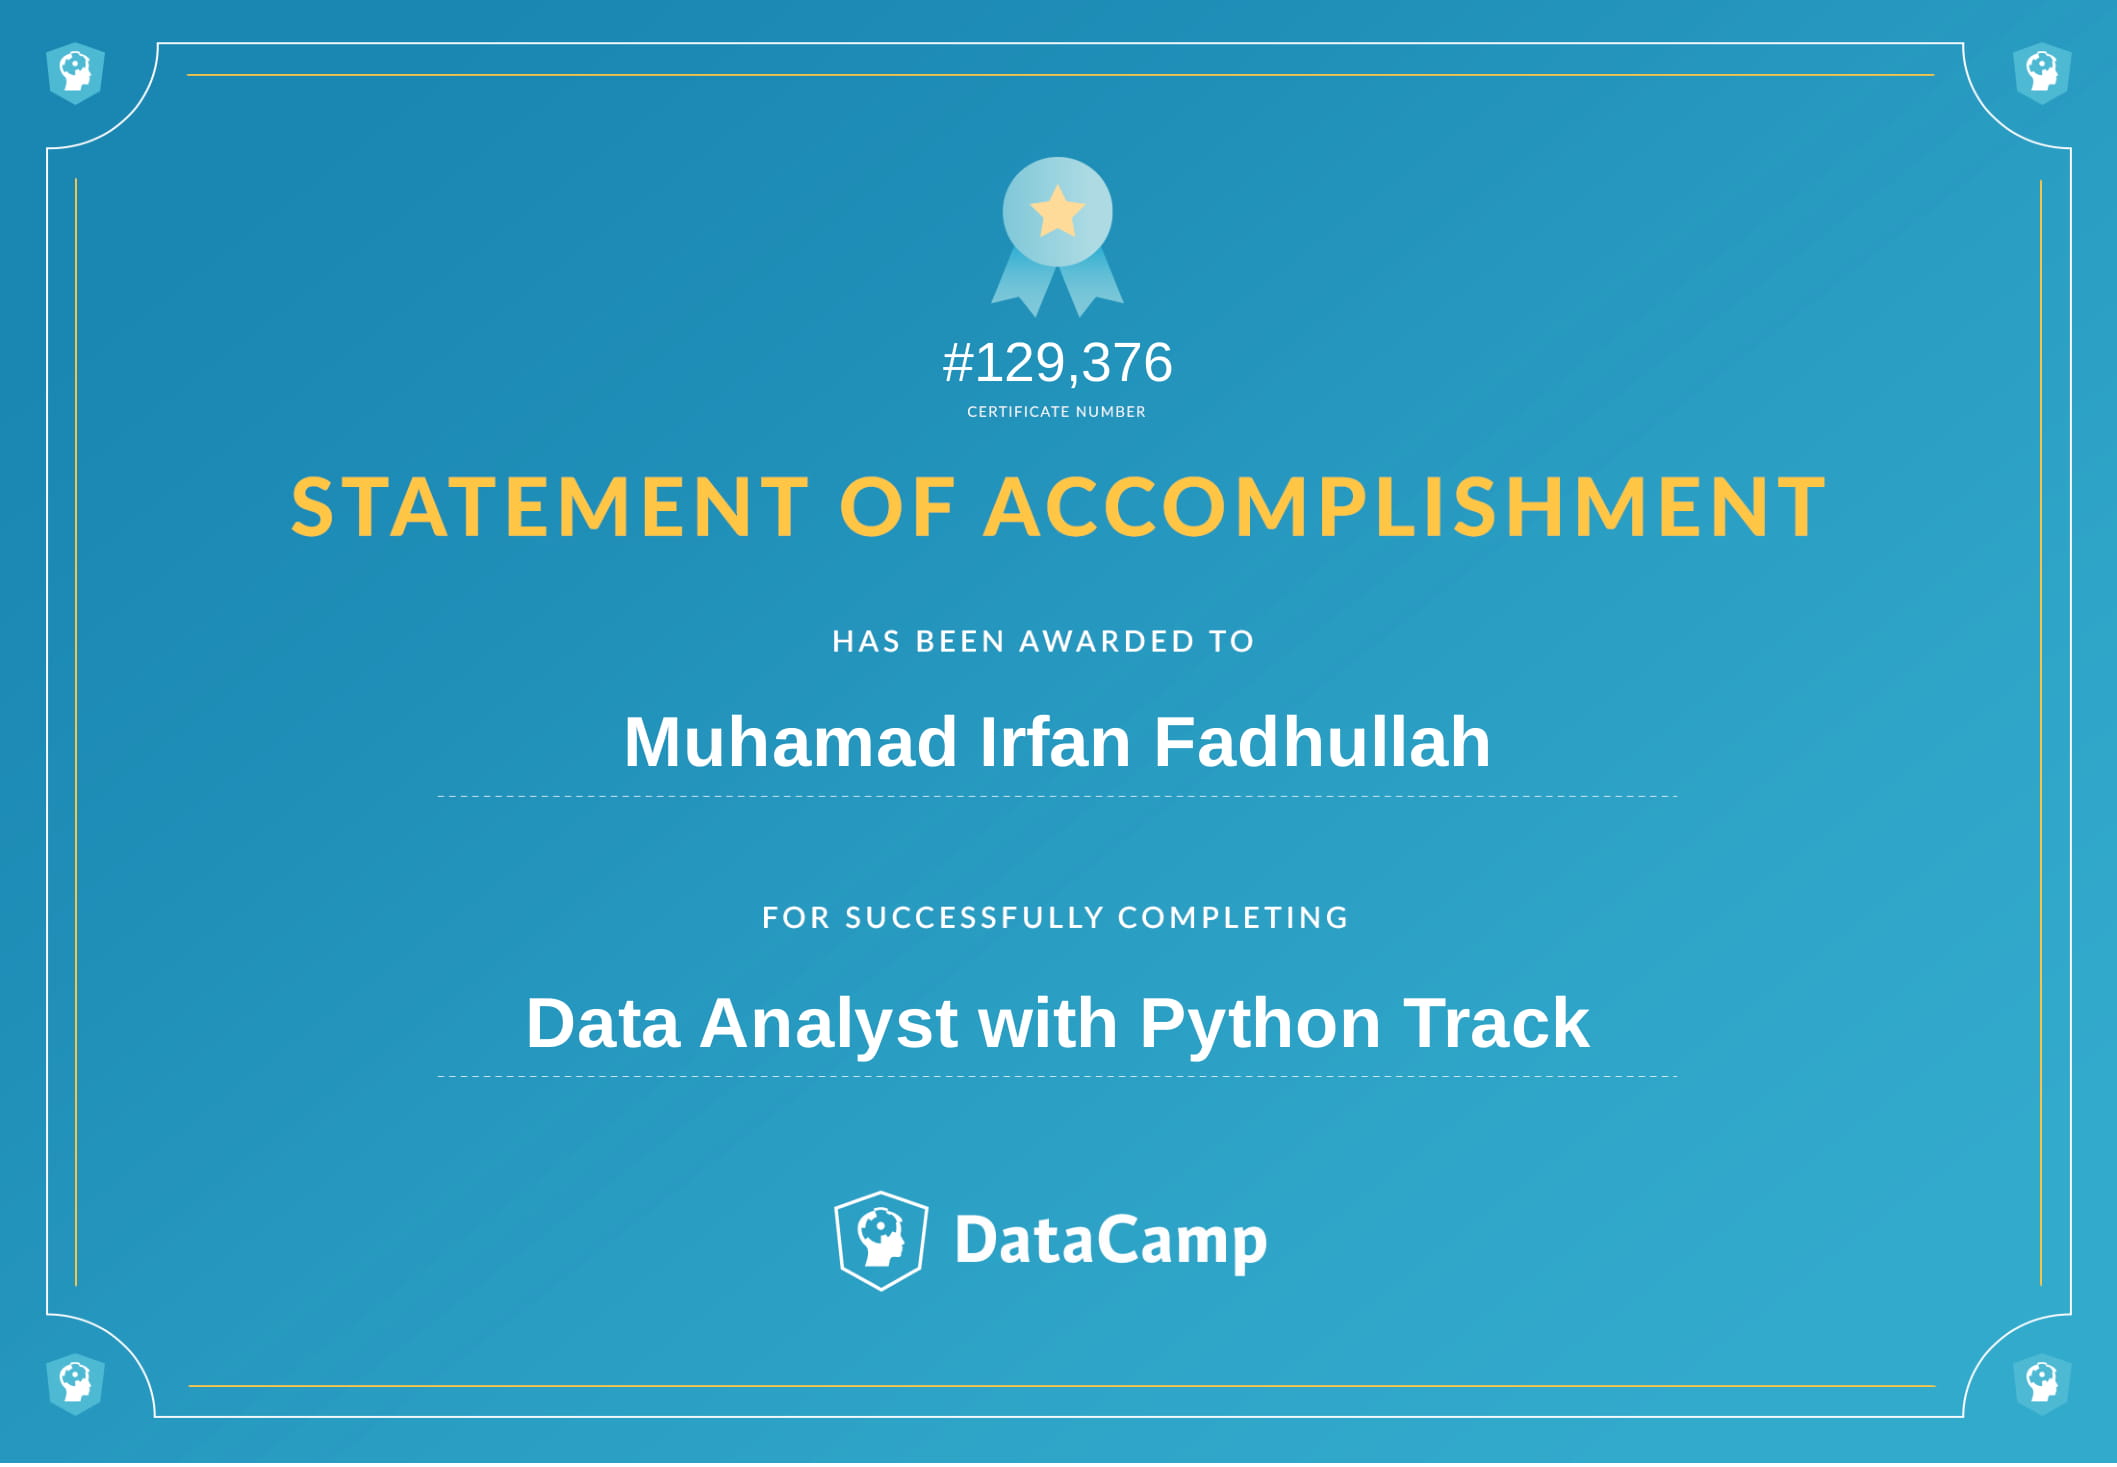 #129,376
CERTIFICATE NUMBER
STATEMENT OF ACCOMPLISHMENT
HAS BEEN AWARDED TO
Muhamad Irfan Fadhullah
FOR SUCCESSFULLY COMPLETING
Data Analyst with Python Track
DataCamp